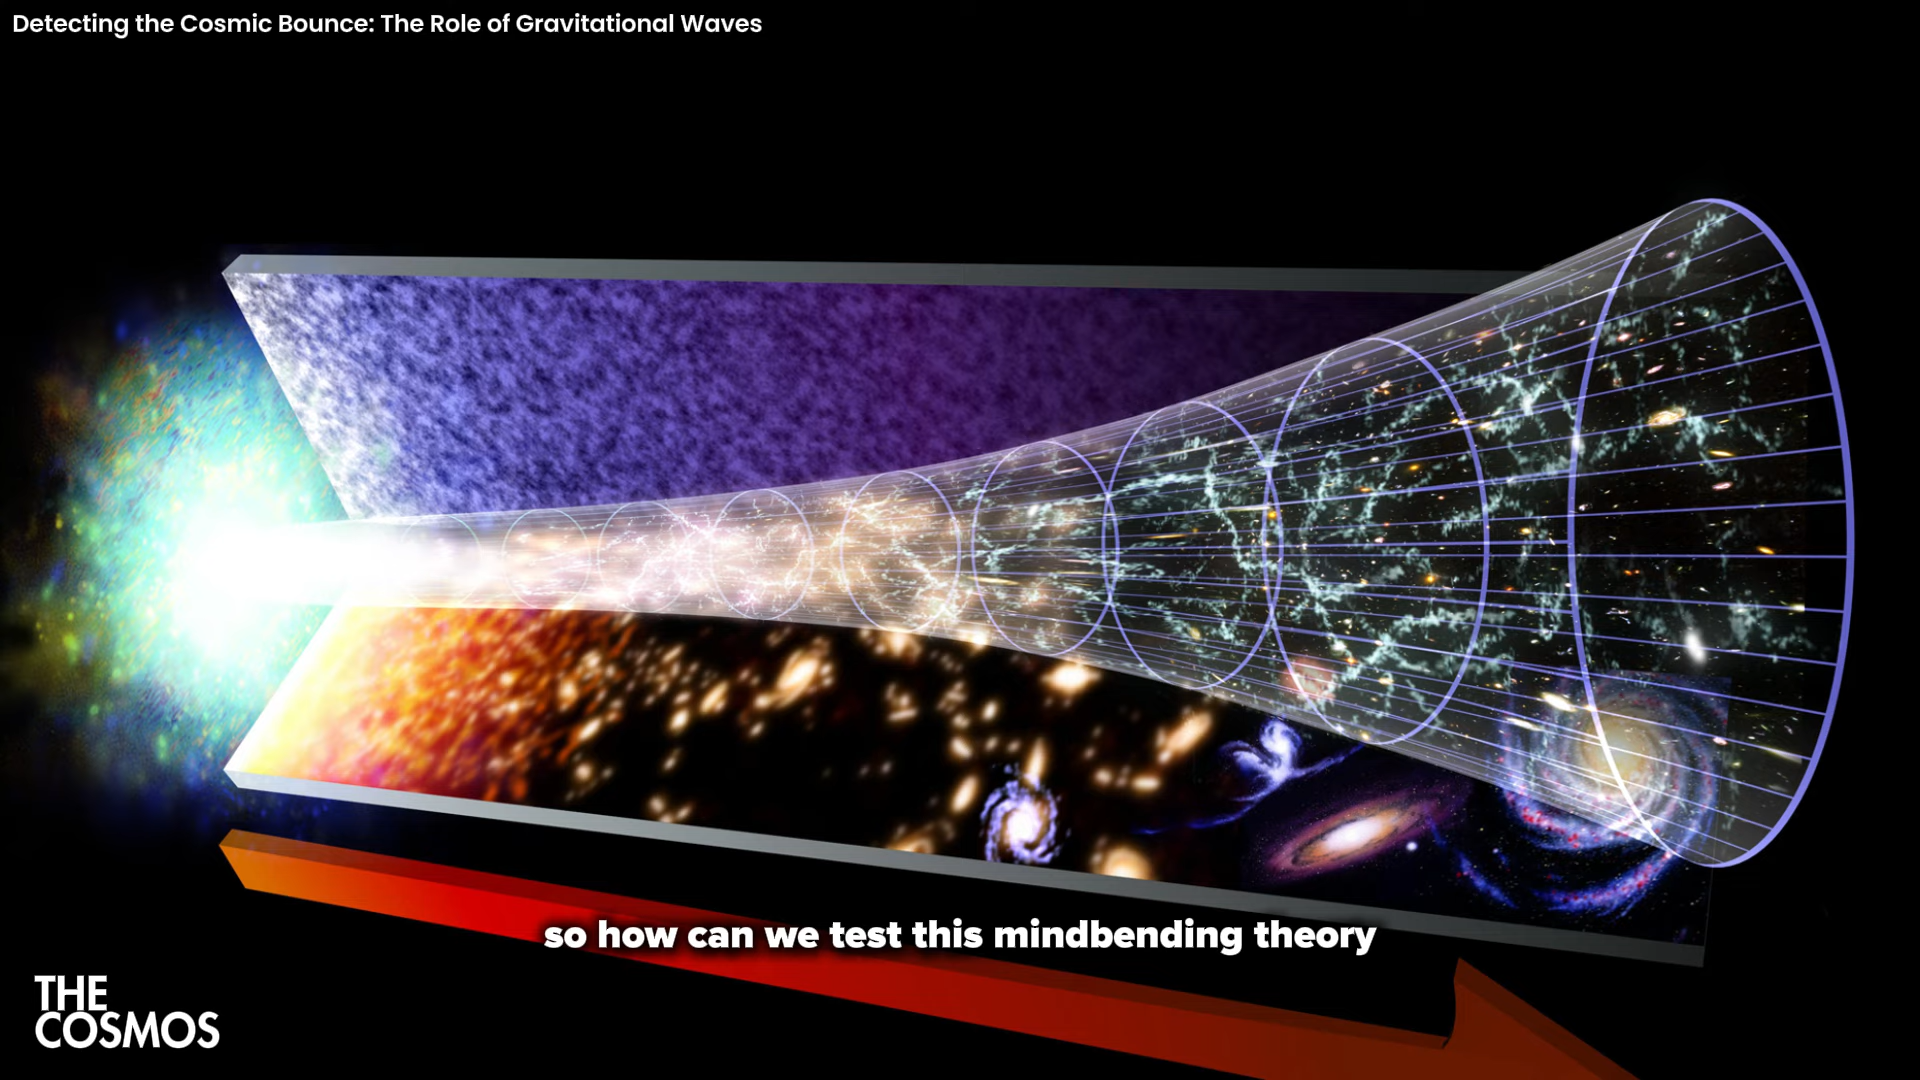 Detecting the Cosmic Bounce: The Role of Gravitational Waves
so how can we test this mindbending theory
THE
COSMOS